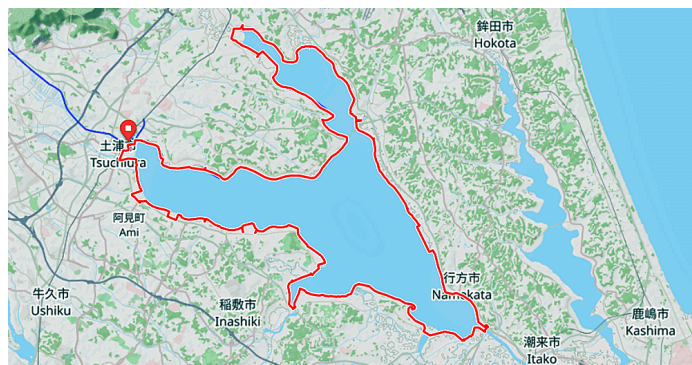 鉾田市
Hokota
土浦市
Tsuchiura
阿見町
Ami
行方市
Namekata
牛久市
Ushiku
稲敷市
Inashiki
鹿嶋市
Kashima
潮来市
Itako